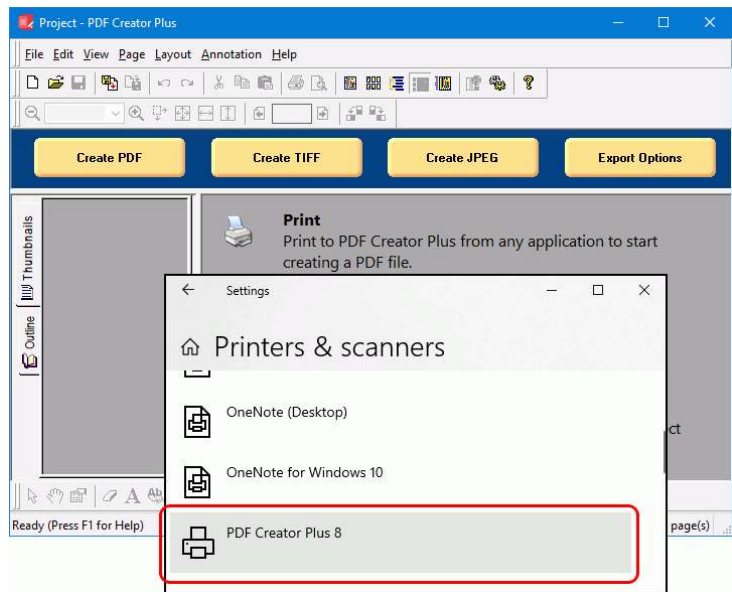 Project - PDF Creator Plus
File Edit View Page Layout Annotation Help
Create PDF Create TIFF Create JPEG Export Options
Thumbnails
Outline
Print
Print to PDF Creator Plus from any application to start
creating a PDF file.
Settings
Printers & scanners
OneNote (Desktop)
OneNote for Windows 10
PDF Creator Plus 8
ct
Ready (Press F1 for Help) page(s)